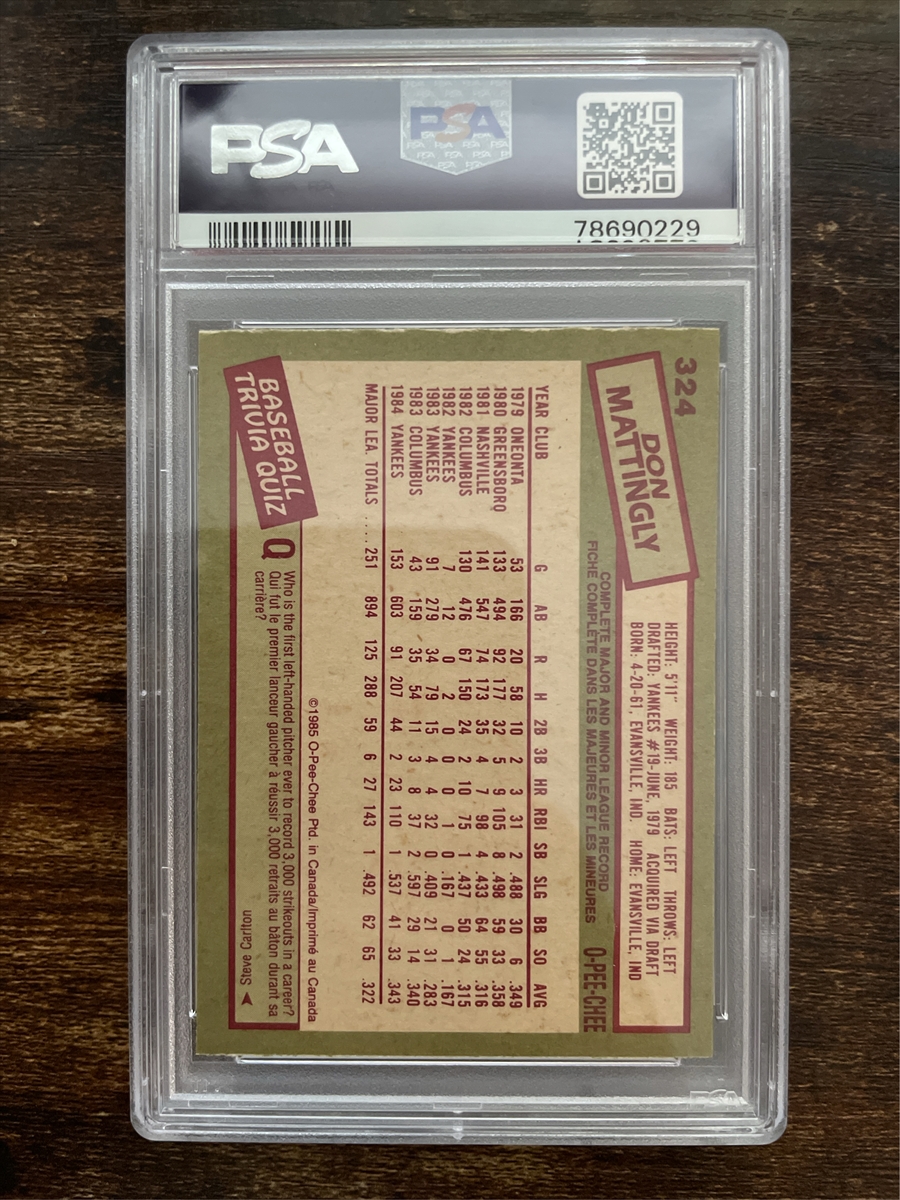 PSA
PSA
78690229
324
DON
MATTINGLY
HEIGHT: 5'11" WEIGHT: 185 BATS: LEFT THROWS: LEFT
DRAFTED: YANKEES #19-JUNE, 1979 ACQUIRED VIA DRAFT
BORN: 4-20-61, EVANSVILLE, IND. HOME: EVANSVILLE, IND
COMPLETE MAJOR AND MINOR LEAGUE RECORD
FICHE COMPLÈTE DANS LES MAJEURES ET LES MINEURES
O-PEE-CHEE
YEAR CLUB G AB R H 2B 3B HR RBI SB SLG BB SO AVG
1979 ONEONTA 53 166 20 58 10 2 3 31 2 .488 30 6 .349
1980 GREENSBORO 133 494 92 177 32 5 9 105 8 .498 59 33 .358
1981 NASHVILLE 141 547 74 173 35 4 7 98 4 .433 64 55 .316
1982 COLUMBUS 130 476 67 150 24 2 10 75 1 .437 50 24 .315
1982 YANKEES 7 12 0 2 0 0 0 1 0 .167 0 1 .167
1983 YANKEES 91 279 34 79 15 4 4 32 0 .409 21 31 .283
1983 COLUMBUS 43 159 35 54 11 3 8 37 2 .597 29 14 .340
1984 YANKEES 153 603 91 207 44 2 23 110 1 .537 41 33 .343
MAJOR LEA. TOTALS .... 251 894 125 288 59 6 27 143 1 .492 62 65 .322
©1985 O-Pee-Chee Ptd. in Canada/Imprimé au Canada
BASEBALL
TRIVIA QUIZ
Q
Who is the first left-handed pitcher ever to record 3,000 strikeouts in a career?
Qui fut le premier lanceur gaucher à réussir 3,000 retraits au bâton durant sa
carrière?
Steve Carlton
PSA